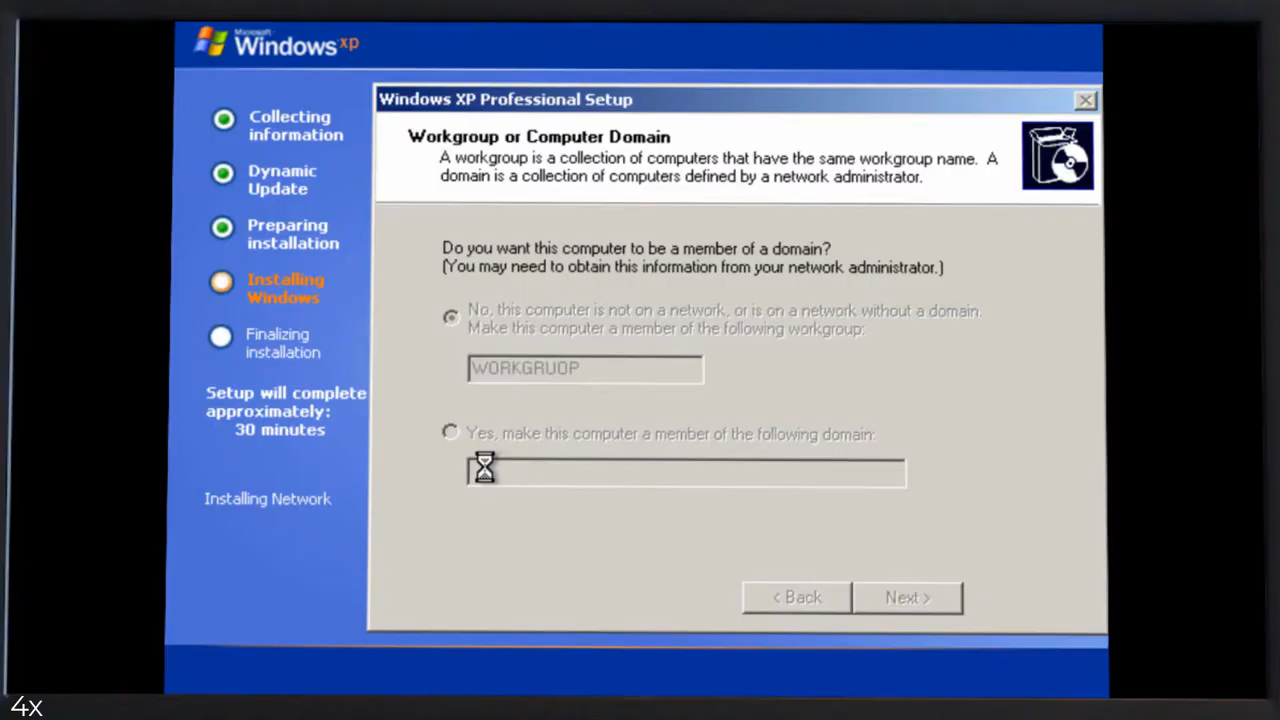 Microsoft
Windows xp
Collecting
information
Dynamic
Update
Preparing
installation
Installing
Windows
Finalizing
installation
Setup will complete
approximately:
30 minutes
Installing Network
Windows XP Professional Setup
Workgroup or Computer Domain
A workgroup is a collection of computers that have the same workgroup name. A
domain is a collection of computers defined by a network administrator.
Do you want this computer to be a member of a domain?
(You may need to obtain this information from your network administrator.)
No, this computer is not on a network, or is on a network without a domain.
Make this computer a member of the following workgroup:
WORKGRUOP
Yes, make this computer a member of the following domain:
< Back
Next >
4x